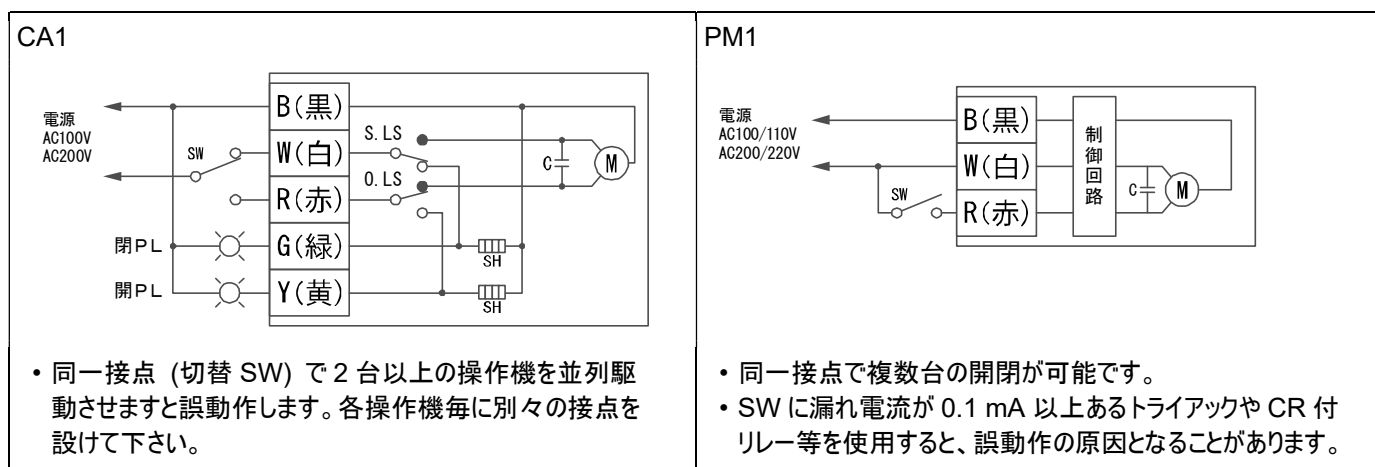 CA1
電源
AC100V
AC200V
SW
B(黒)
W(白)
R(赤)
G(緑)
Y(黄)
S.LS
O.LS
C
M
閉PL
開PL
SH
SH
• 同一接点 (切替 SW) で 2 台以上の操作機を並列駆
動させますと誤動作します。各操作機毎に別々の接点を
設けて下さい。
PM1
電源
AC100/110V
AC200/220V
SW
B(黒)
W(白)
R(赤)
制御回路
C
M
• 同一接点で複数台の開閉が可能です。
• SW に漏れ電流が 0.1 mA 以上あるトライアックや CR 付
リレー等を使用すると、誤動作の原因となることがあります。